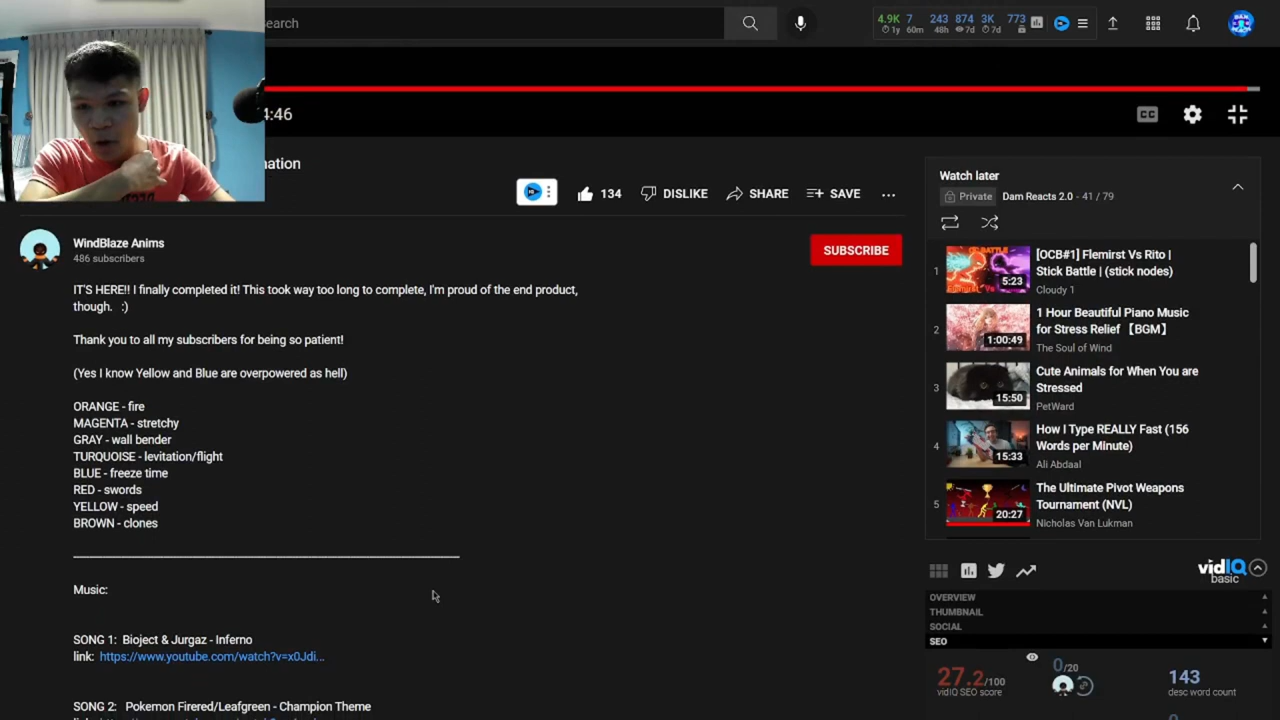 earch
4.9K 7 243 874 3K 773
1y 60m 48h 7d 7d
4:46
CC
nation
134 DISLIKE SHARE SAVE ...
WindBlaze Anims
486 subscribers
SUBSCRIBE
IT'S HERE!! I finally completed it! This took way too long to complete, I'm proud of the end product,
though. :)
Thank you to all my subscribers for being so patient!
(Yes I know Yellow and Blue are overpowered as hell)
ORANGE - fire
MAGENTA - stretchy
GRAY - wall bender
TURQUOISE - levitation/flight
BLUE - freeze time
RED - swords
YELLOW - speed
BROWN - clones
Music:
SONG 1: Bioject & Jurgaz - Inferno
link: https://www.youtube.com/watch?v=x0Jdi...
SONG 2: Pokemon Firered/Leafgreen - Champion Theme
Watch later
Private Dam Reacts 2.0 - 41 / 79
1
[OCB#1] Flemirst Vs Rito |
Stick Battle | (stick nodes)
Cloudy 1
5:23
2
1 Hour Beautiful Piano Music
for Stress Relief 【BGM】
The Soul of Wind
1:00:49
3
Cute Animals for When You are
Stressed
PetWard
15:50
4
How I Type REALLY Fast (156
Words per Minute)
Ali Abdaal
15:33
5
The Ultimate Pivot Weapons
Tournament (NVL)
Nicholas Van Lukman
20:27
vidIQ
basic
OVERVIEW
THUMBNAIL
SOCIAL
SEO
27.2/100
vidIQ SEO score
0/20
143
desc word count